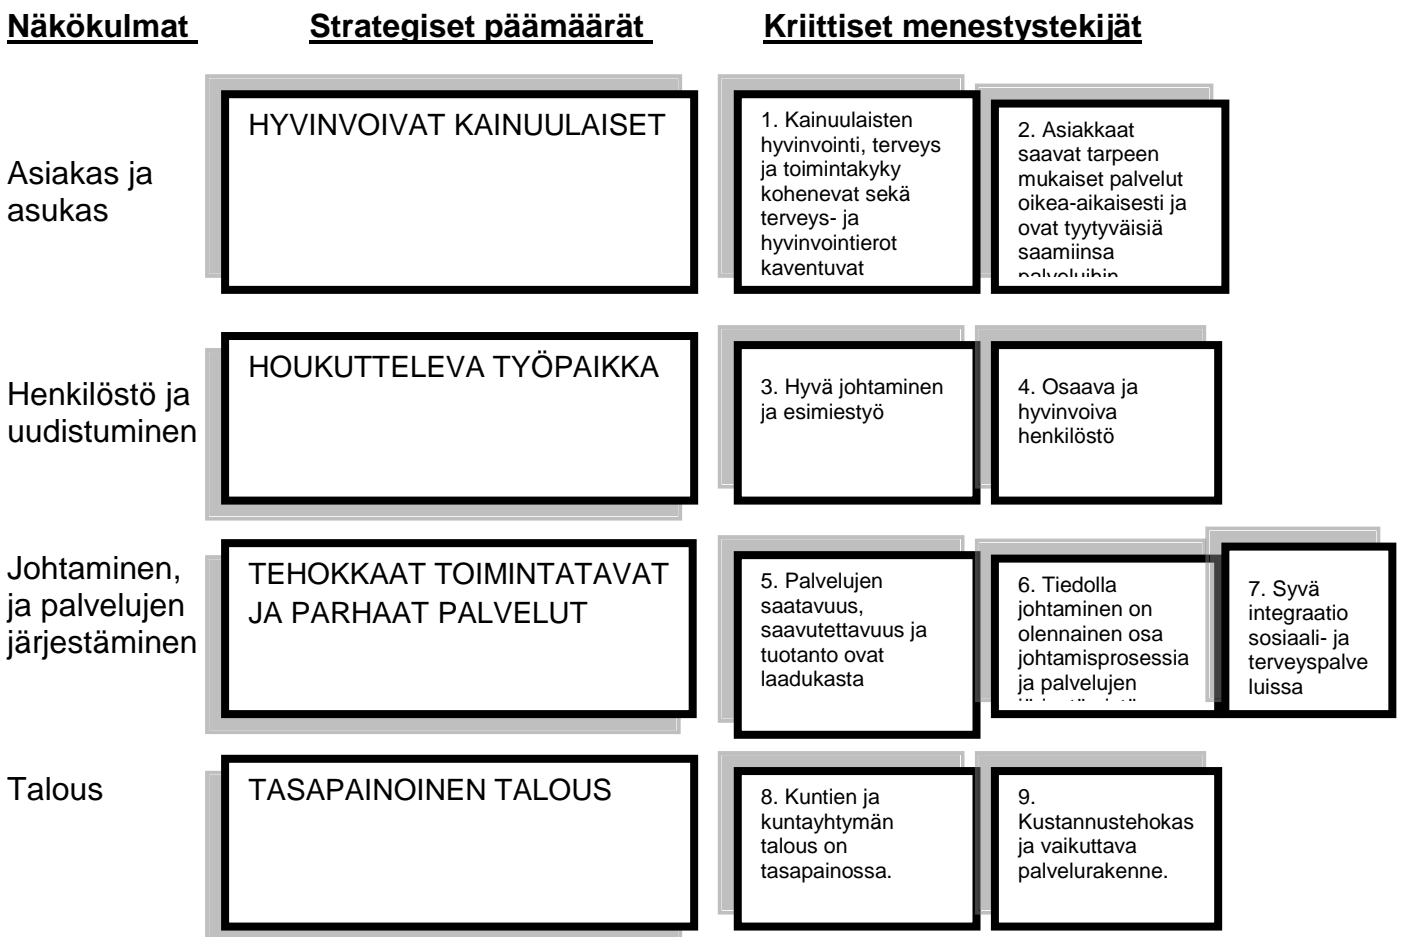 Näkökulmat Strategiset päämäärät Kriittiset menestystekijät
Asiakas ja
asukas
HYVINVOIVAT KAINUULAISET
1. Kainuulaisten
hyvinvointi, terveys
ja toimintakyky
kohenevat sekä
terveys- ja
hyvinvointierot
kaventuvat
2. Asiakkaat
saavat tarpeen
mukaiset palvelut
oikea-aikaisesti ja
ovat tyytyväisiä
saamiinsa
palveluihin
Henkilöstö ja
uudistuminen
HOUKUTTELEVA TYÖPAIKKA
3. Hyvä johtaminen
ja esimiestyö
4. Osaava ja
hyvinvoiva
henkilöstö
Johtaminen,
ja palvelujen
järjestäminen
TEHOKKAAT TOIMINTATAVAT
JA PARHAAT PALVELUT
5. Palvelujen
saatavuus,
saavutettavuus ja
tuotanto ovat
laadukasta
6. Tiedolla
johtaminen on
olennainen osa
johtamisprosessia
ja palvelujen
7. Syvä
integraatio
sosiaali- ja
terveyspalve
luissa
Talous
TASAPAINOINEN TALOUS
8. Kuntien ja
kuntayhtymän
talous on
tasapainossa.
9.
Kustannustehokas
ja vaikuttava
palvelurakenne.